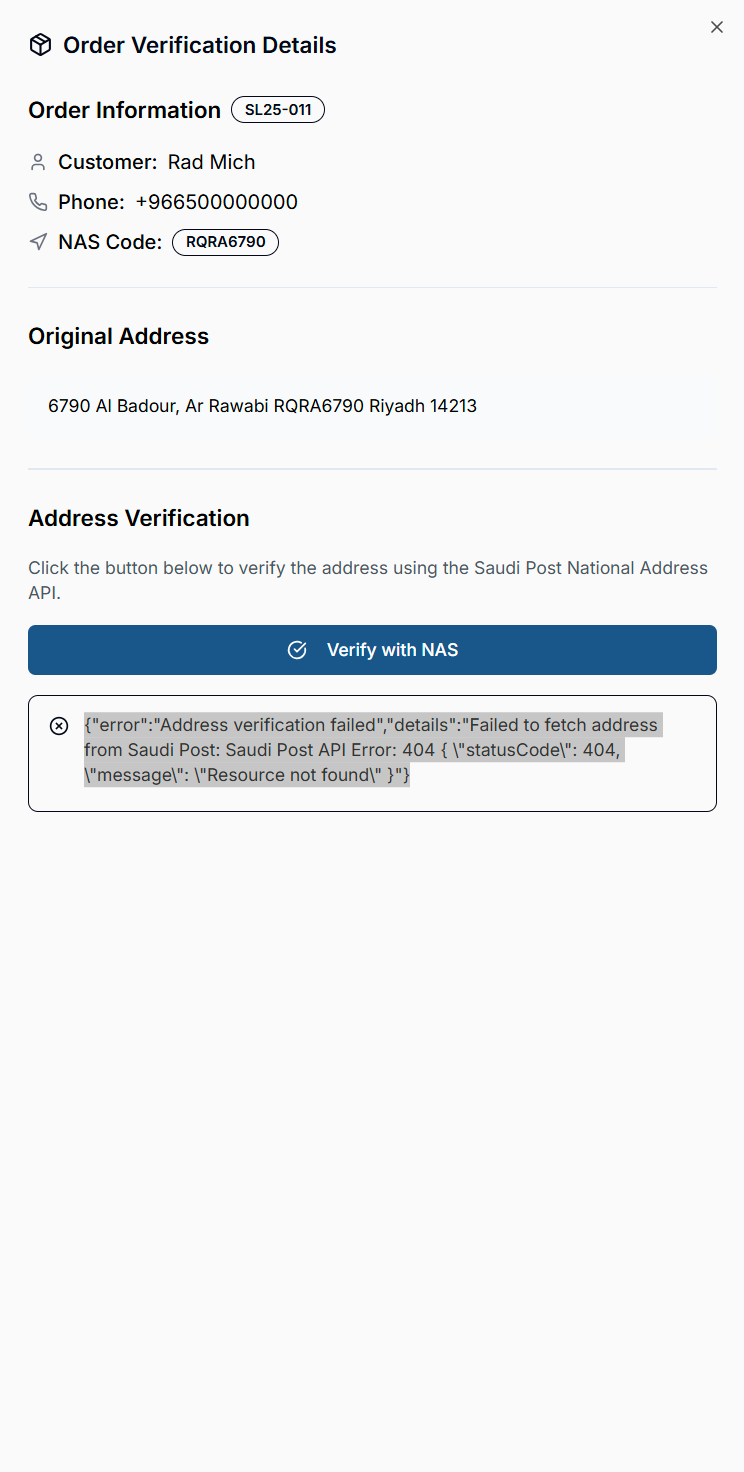 Order Verification Details
Order Information SL25-011
Customer: Rad Mich
Phone: +966500000000
NAS Code: RQRA6790
Original Address
6790 Al Badour, Ar Rawabi RQRA6790 Riyadh 14213
Address Verification
Click the button below to verify the address using the Saudi Post National Address
API.
Verify with NAS
{"error":"Address verification failed","details":"Failed to fetch address
from Saudi Post: Saudi Post API Error: 404 { \"statusCode\": 404,
\"message\": \"Resource not found\" }"}